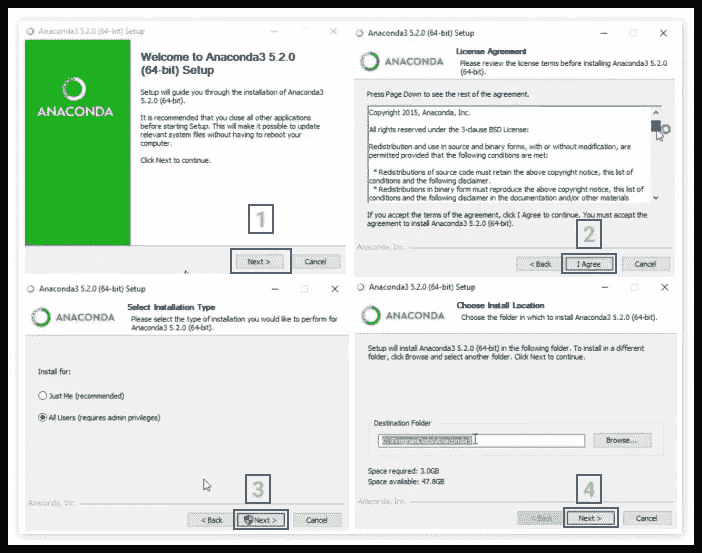 Anaconda3 5.2.0 (64-bit) Setup
ANACONDA
Welcome to Anaconda3 5.2.0
(64-bit) Setup
Setup will guide you through the installation of Anaconda3
5.2.0 (64-bit).
It is recommended that you close all other applications
before starting Setup. This will make it possible to update
relevant system files without having to reboot your
computer.
Click Next to continue.
1
Next >
Cancel
Anaconda3 5.2.0 (64-bit) Setup
ANACONDA
License Agreement
Please review the license terms before installing Anaconda3 5.2.0
(64-bit).
Press Page Down to see the rest of the agreement.
Copyright 2015, Anaconda, Inc.
All rights reserved under the 3-clause BSD License:
Redistribution and use in source and binary forms, with or without modification, are
permitted provided that the following conditions are met:
* Redistributions of source code must retain the above copyright notice, this list of
conditions and the following disclaimer.
* Redistributions in binary form must reproduce the above copyright notice, this list of
conditions and the following disclaimer in the documentation and/or other materials
If you accept the terms of the agreement, click I Agree to continue. You must accept the
agreement to install Anaconda3 5.2.0 (64-bit).
2
Anaconda, Inc.
< Back
I Agree
Cancel
Anaconda3 5.2.0 (64-bit) Setup
ANACONDA
Select Installation Type
Please select the type of installation you would like to perform for
Anaconda3 5.2.0 (64-bit).
Install for:
Just Me (recommended)
All Users (requires admin privileges)
3
Anaconda, Inc.
< Back
Next >
Cancel
Anaconda3 5.2.0 (64-bit) Setup
ANACONDA
Choose Install Location
Choose the folder in which to install Anaconda3 5.2.0 (64-bit).
Setup will install Anaconda3 5.2.0 (64-bit) in the following folder. To install in a different
folder, click Browse and select another folder. Click Next to continue.
Destination Folder
C:\ProgramData\Anaconda3
Browse...
Space required: 3.0GB
Space available: 47.8GB
4
Anaconda, Inc.
< Back
Next >
Cancel